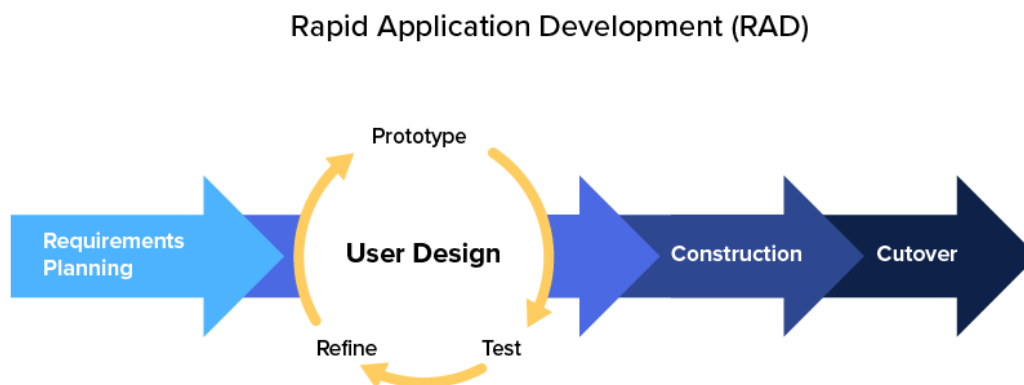 Rapid Application Development (RAD)
Prototype
Requirements
Planning
User Design
Construction
Cutover
Refine
Test